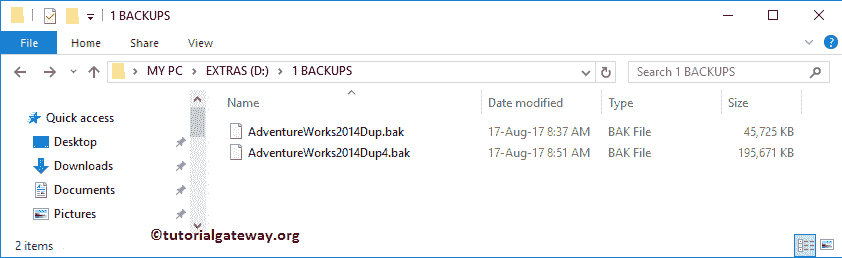 1 BACKUPS
File Home Share View
MY PC EXTRAS (D:) 1 BACKUPS Search 1 BACKUPS
Name Date modified Type Size
Quick access
Desktop AdventureWorks2014Dup.bak 17-Aug-17 8:37 AM BAK File 45,725 KB
Downloads AdventureWorks2014Dup4.bak 17-Aug-17 8:51 AM BAK File 195,671 KB
Documents
Pictures
©tutorialgateway.org
2 items